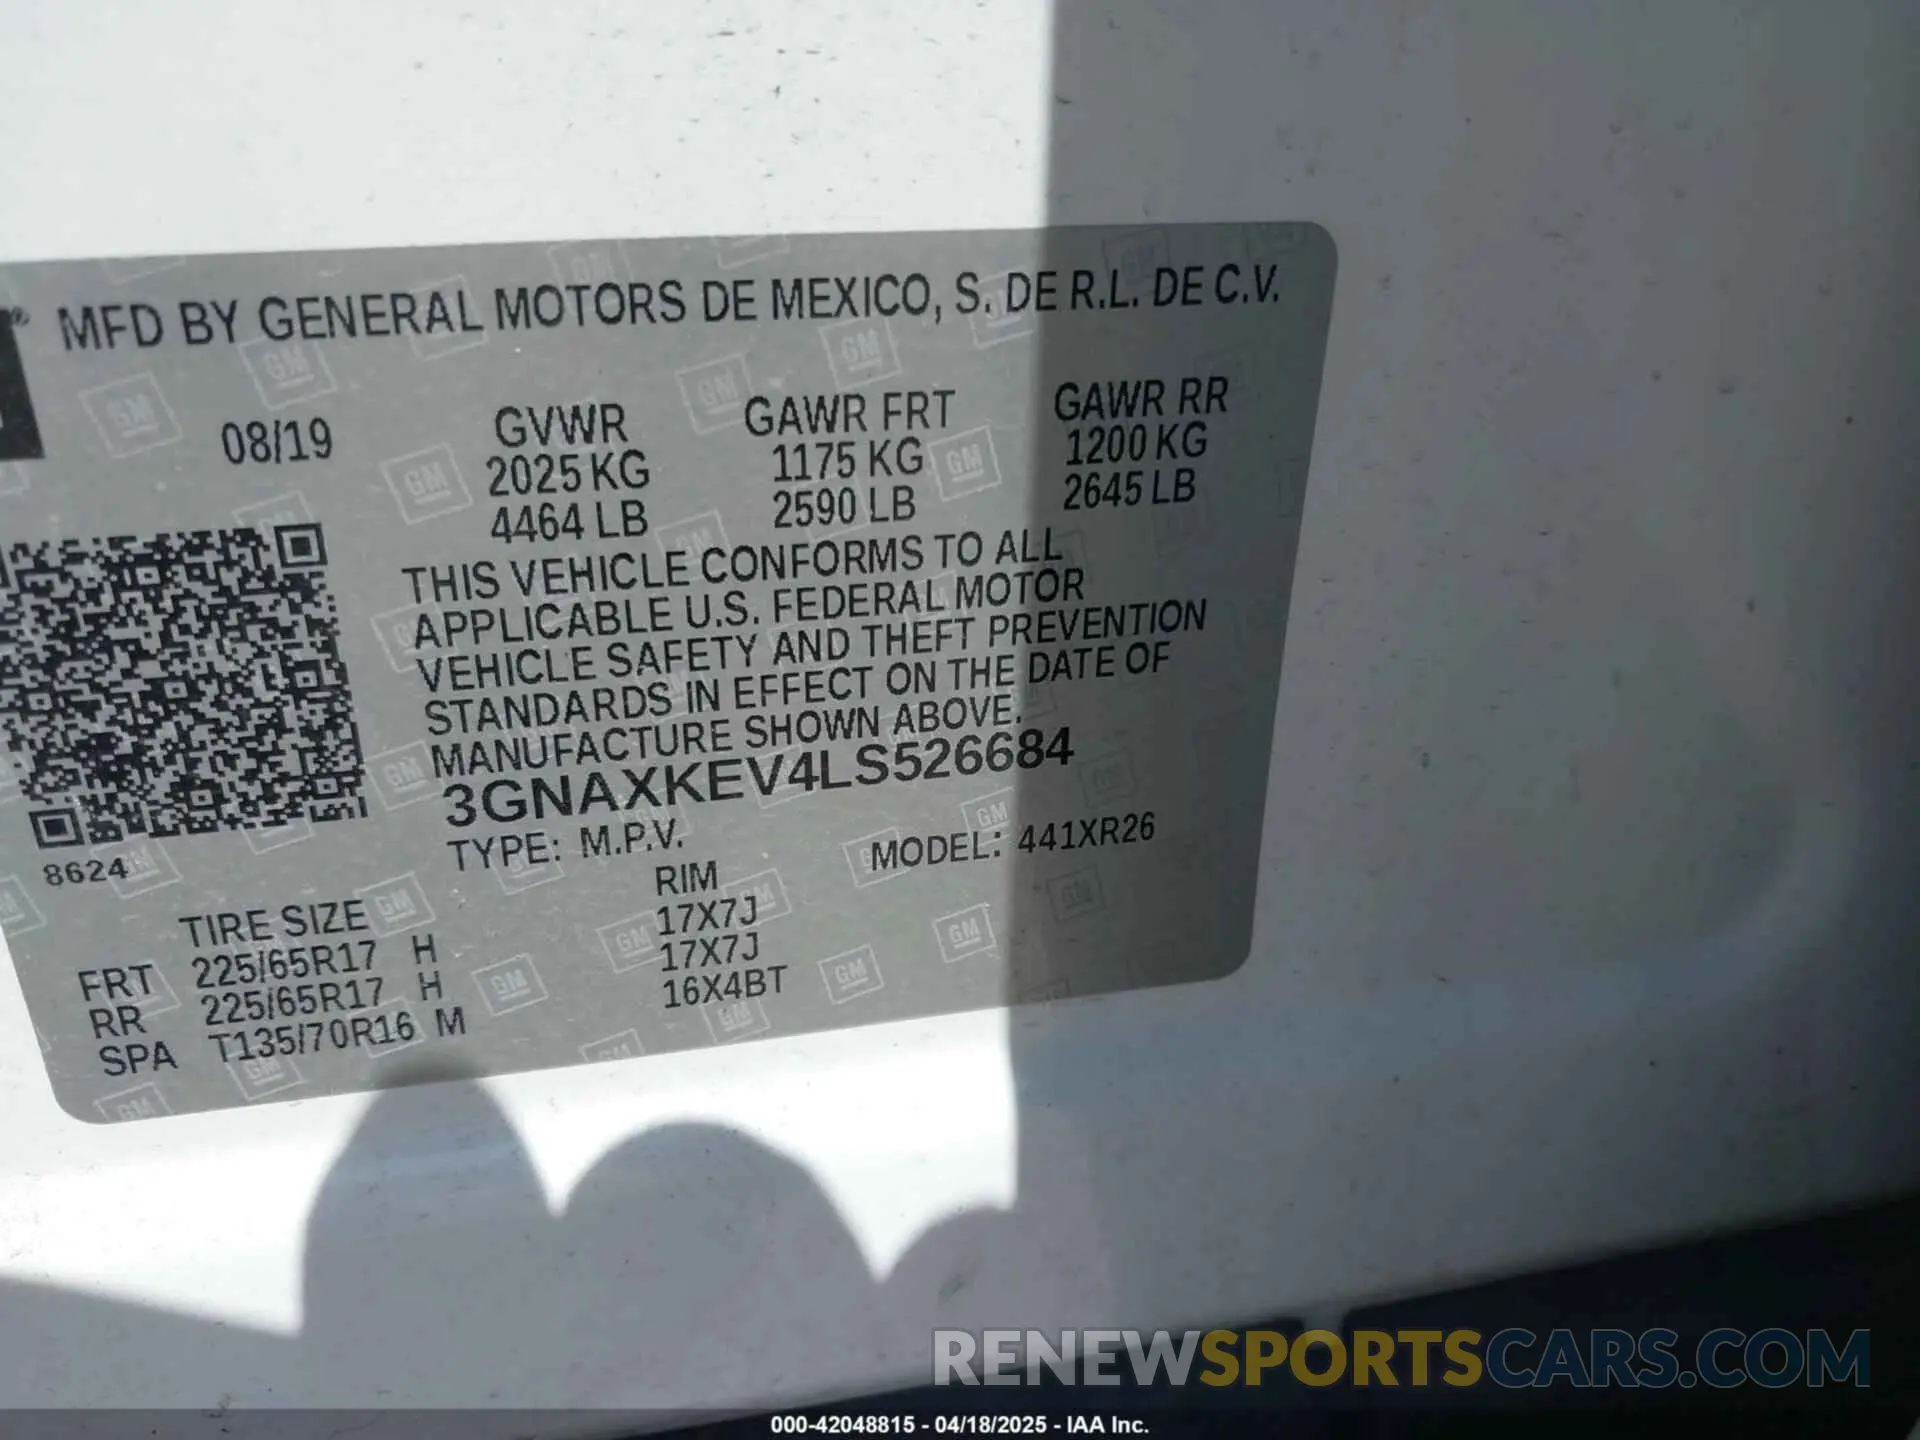 MFD BY GENERAL MOTORS DE MEXICO, S. DE R.L. DE C.V.
08/19
GVWR
2025 KG
4464 LB
GAWR FRT
1175 KG
2590 LB
GAWR RR
1200 KG
2645 LB
THIS VEHICLE CONFORMS TO ALL
APPLICABLE U.S. FEDERAL MOTOR
VEHICLE SAFETY AND THEFT PREVENTION
STANDARDS IN EFFECT ON THE DATE OF
MANUFACTURE SHOWN ABOVE.
3GNAXKEV4LS526684
TYPE: M.P.V. MODEL: 441XR26
8624
TIRE SIZE RIM
FRT 225/65R17 H 17X7J
RR 225/65R17 H 17X7J
SPA T135/70R16 M 16X4BT
RENEWSPORTSCARS.COM
000-42048815 - 04/18/2025 - IAA Inc.